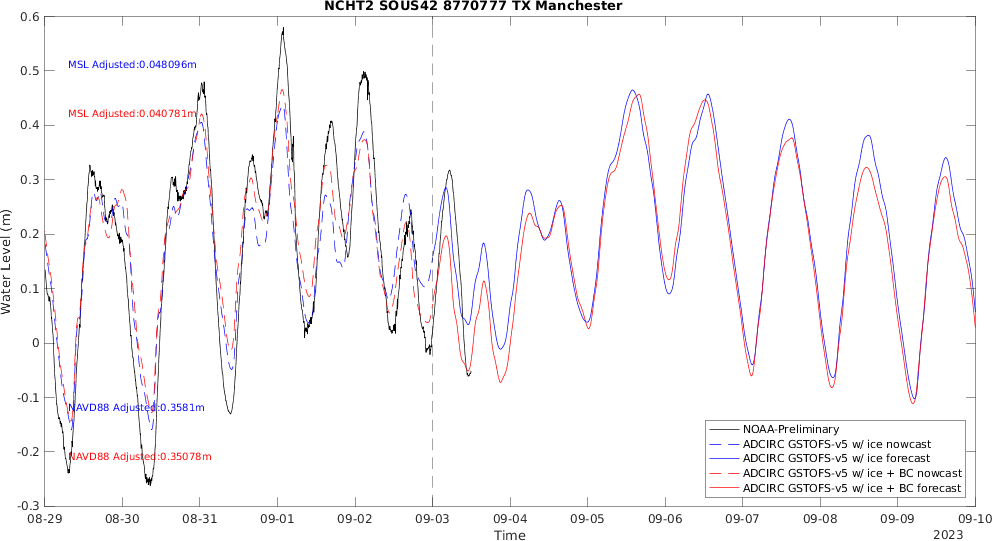 NCHT2 SOUS42 8770777 TX Manchester
0.6
0.5
0.4
0.3
0.2
0.1
0
-0.1
-0.2
-0.3
Water Level (m)
MSL Adjusted:0.048096m
MSL Adjusted:0.040781m
NAVD88 Adjusted:0.3581m
NAVD88 Adjusted:0.35078m
NOAA-Preliminary
ADCIRC GSTOFS-v5 w/ ice nowcast
ADCIRC GSTOFS-v5 w/ ice forecast
ADCIRC GSTOFS-v5 w/ ice + BC nowcast
ADCIRC GSTOFS-v5 w/ ice + BC forecast
08-29 08-30 08-31 09-01 09-02 09-03 09-04 09-05 09-06 09-07 09-08 09-09 09-10
Time
2023